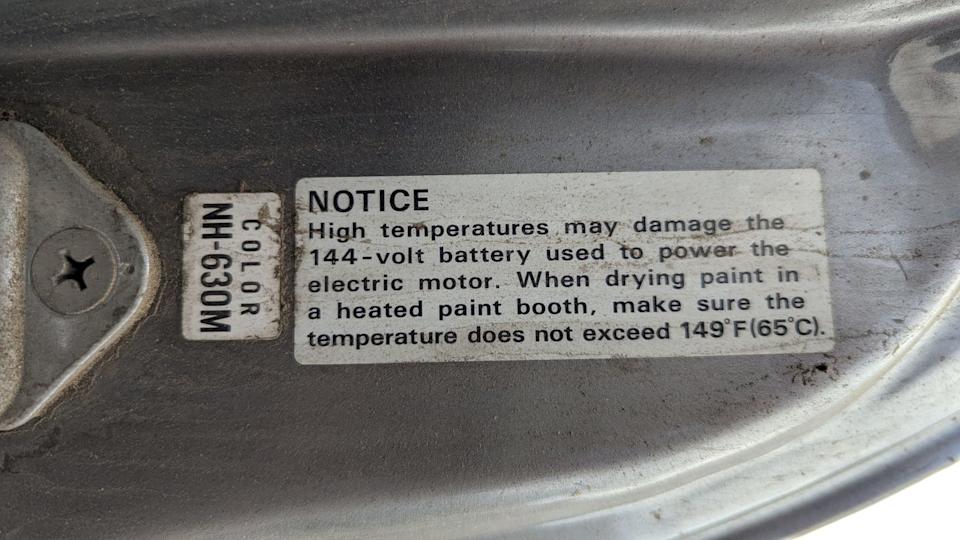 COLOR
NH-630M
NOTICE
High temperatures may damage the
144-volt battery used to power the
electric motor. When drying paint in
a heated paint booth, make sure the
temperature does not exceed 149°F(65°C).